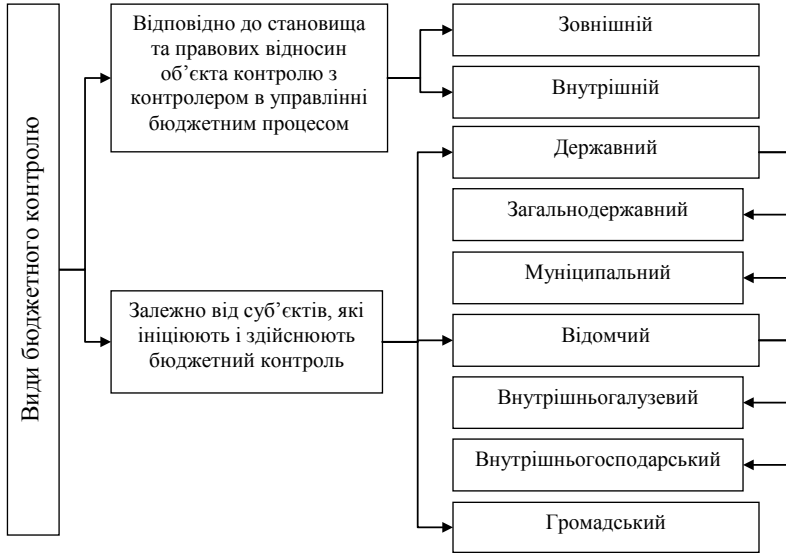 Види бюджетного контролю
Відповідно до становища
та правових відносин
об’єкта контролю з
контролером в управлінні
бюджетним процесом
Зовнішній
Внутрішній
Залежно від суб’єктів, які
ініціюють і здійснюють
бюджетний контроль
Державний
Загальнодержавний
Муніципальний
Відомчий
Внутрішньогалузевий
Внутрішньогосподарський
Громадський